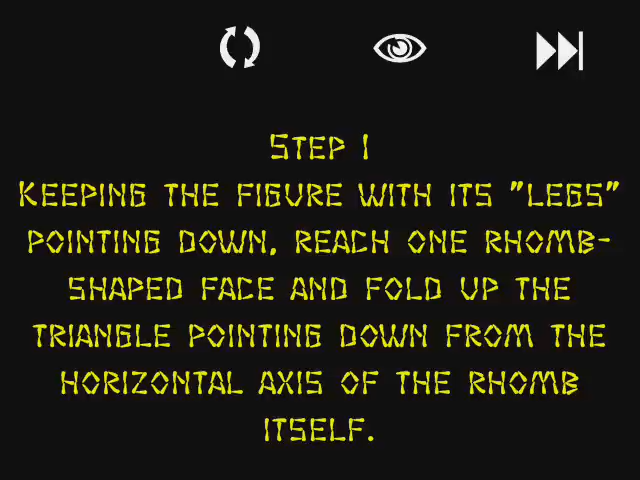 Step 1
Keeping the figure with its "legs"
pointing down, reach one rhomb-
shaped face and fold up the
triangle pointing down from the
horizontal axis of the rhomb
itself.